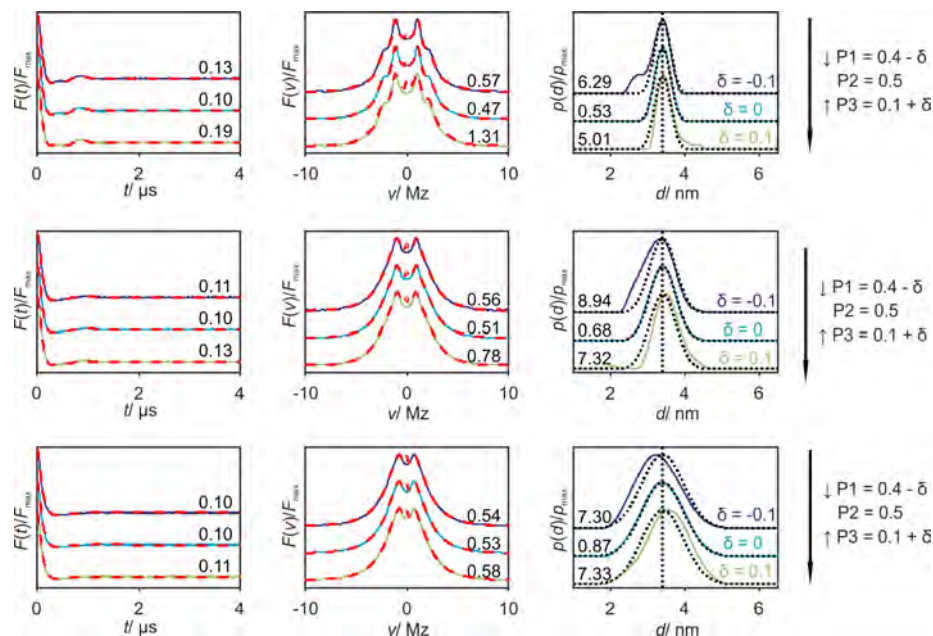 F(t)/Fmax
0.13
0.10
0.19
0 2 4
t/ µs
F(v)/Fmax
0.57
0.47
1.31
-10 0 10
v/ Mz
p(d)/pmax
6.29 δ = -0.1
0.53 δ = 0
5.01 δ = 0.1
2 4 6
d/ nm
↓ P1 = 0.4 - δ
P2 = 0.5
↑ P3 = 0.1 + δ
F(t)/Fmax
0.11
0.10
0.13
0 2 4
t/ µs
F(v)/Fmax
0.56
0.51
0.78
-10 0 10
v/ Mz
p(d)/pmax
8.94 δ = -0.1
0.68 δ = 0
7.32 δ = 0.1
2 4 6
d/ nm
↓ P1 = 0.4 - δ
P2 = 0.5
↑ P3 = 0.1 + δ
F(t)/Fmax
0.10
0.10
0.11
0 2 4
t/ µs
F(v)/Fmax
0.54
0.53
0.58
-10 0 10
v/ Mz
p(d)/pmax
7.30 δ = -0.1
0.87 δ = 0
7.33 δ = 0.1
2 4 6
d/ nm
↓ P1 = 0.4 - δ
P2 = 0.5
↑ P3 = 0.1 + δ